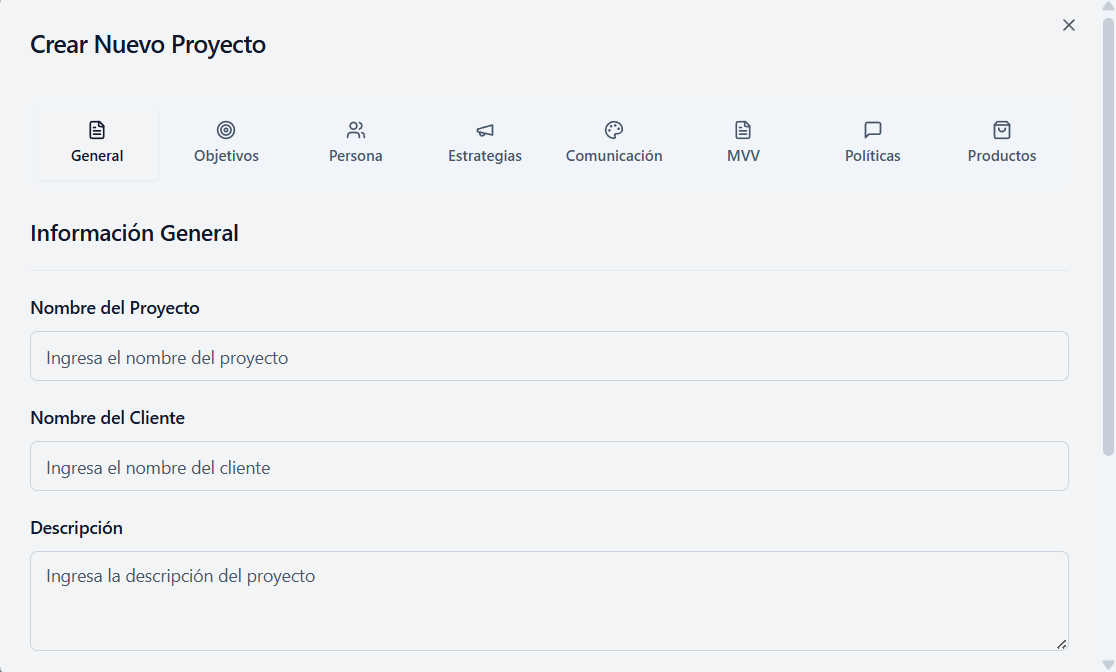 Crear Nuevo Proyecto
General Objetivos Persona Estrategias Comunicación MVV Políticas Productos
Información General
Nombre del Proyecto
Ingresa el nombre del proyecto
Nombre del Cliente
Ingresa el nombre del cliente
Descripción
Ingresa la descripción del proyecto